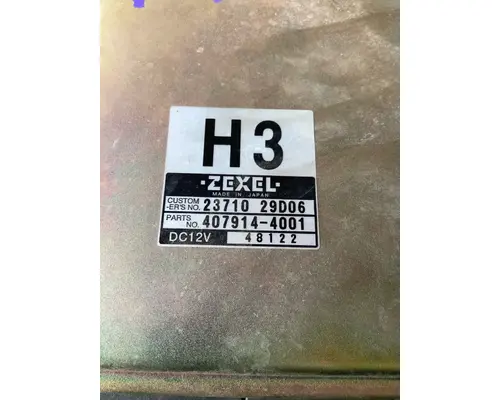 H3
·ZEXEL·
MADE IN JAPAN
CUSTOM
-ER'S NO. 23710 29D06
PARTS
NO. 407914-4001
DC12V 48122